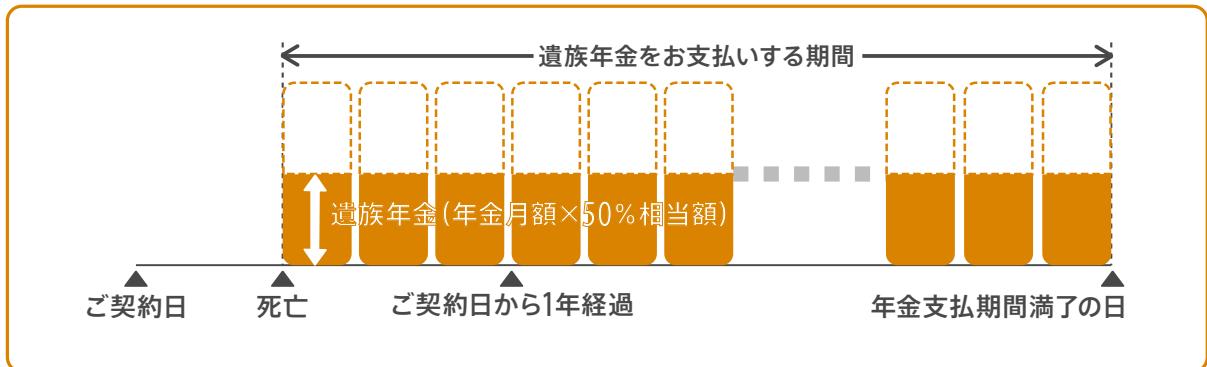 遺族年金をお支払いする期間
遺族年金(年金月額×50%相当額)
ご契約日
死亡
ご契約日から1年経過
年金支払期間満了の日